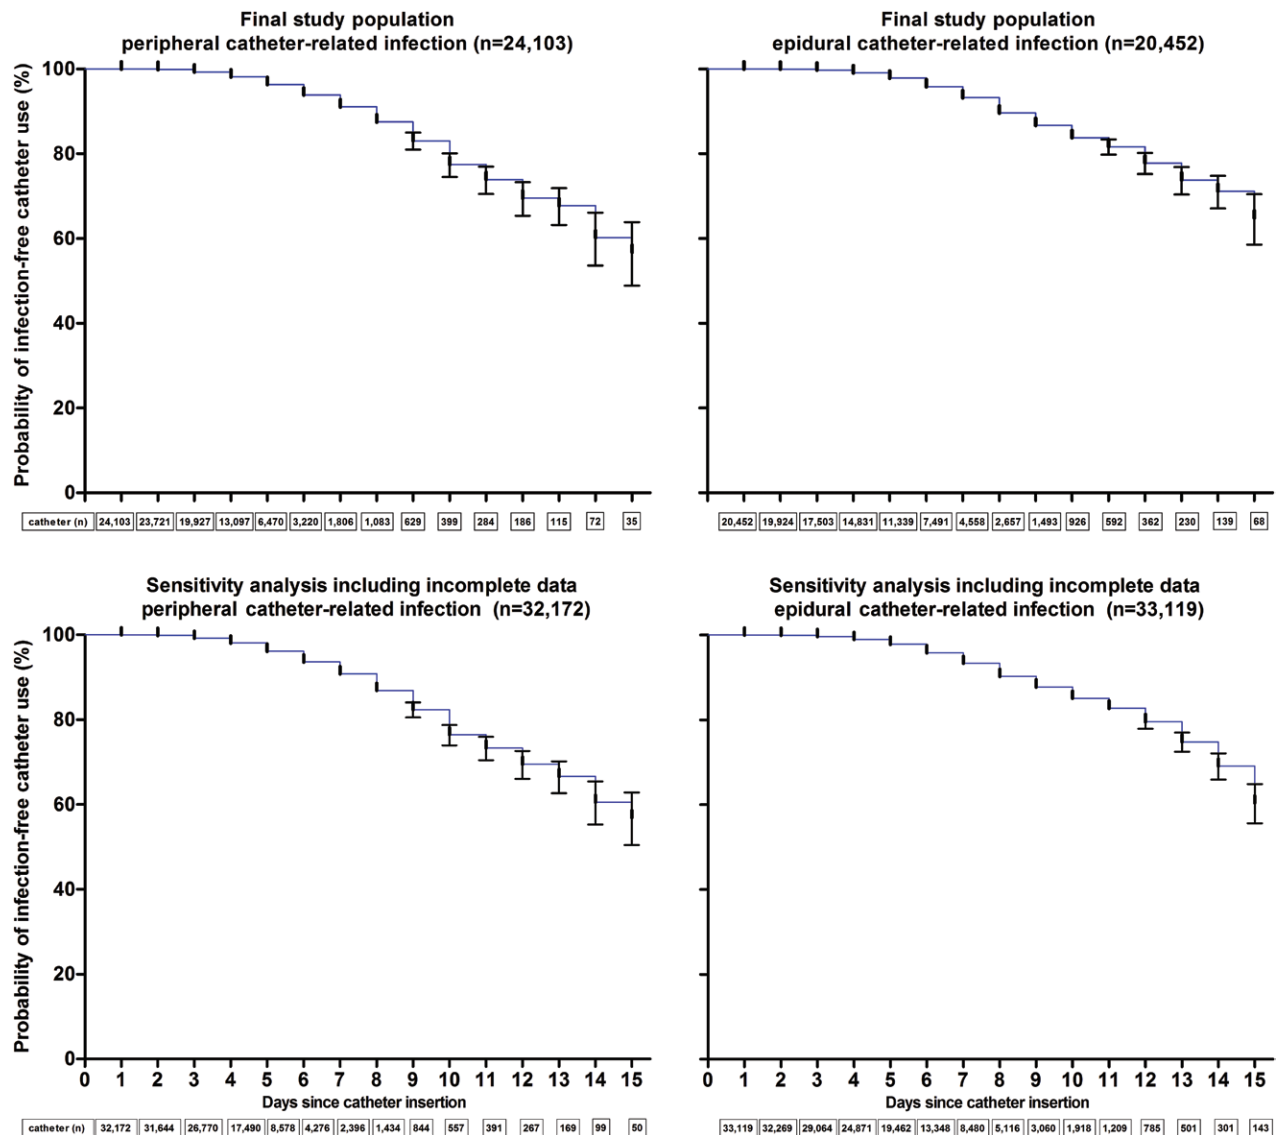 Final study population
peripheral catheter-related infection (n=24,103)
Probability of infection-free catheter use (%)
100
80
60
40
20
0
catheter (n) 24,103 23,721 19,927 13,097 6,470 3,220 1,806 1,083 629 399 284 186 115 72 35
Final study population
epidural catheter-related infection (n=20,452)
20,452 19,924 17,503 14,831 11,339 7,491 4,558 2,657 1,493 926 592 362 230 139 68
Sensitivity analysis including incomplete data
peripheral catheter-related infection (n=32,172)
Probability of infection-free catheter use (%)
100
80
60
40
20
0
0 1 2 3 4 5 6 7 8 9 10 11 12 13 14 15
Days since catheter insertion
catheter (n) 32,172 31,644 26,770 17,490 8,578 4,276 2,396 1,434 844 557 391 267 169 99 50
Sensitivity analysis including incomplete data
epidural catheter-related infection (n=33,119)
0 1 2 3 4 5 6 7 8 9 10 11 12 13 14 15
Days since catheter insertion
33,119 32,269 29,064 24,871 19,462 13,348 8,480 5,116 3,060 1,918 1,209 785 501 301 143